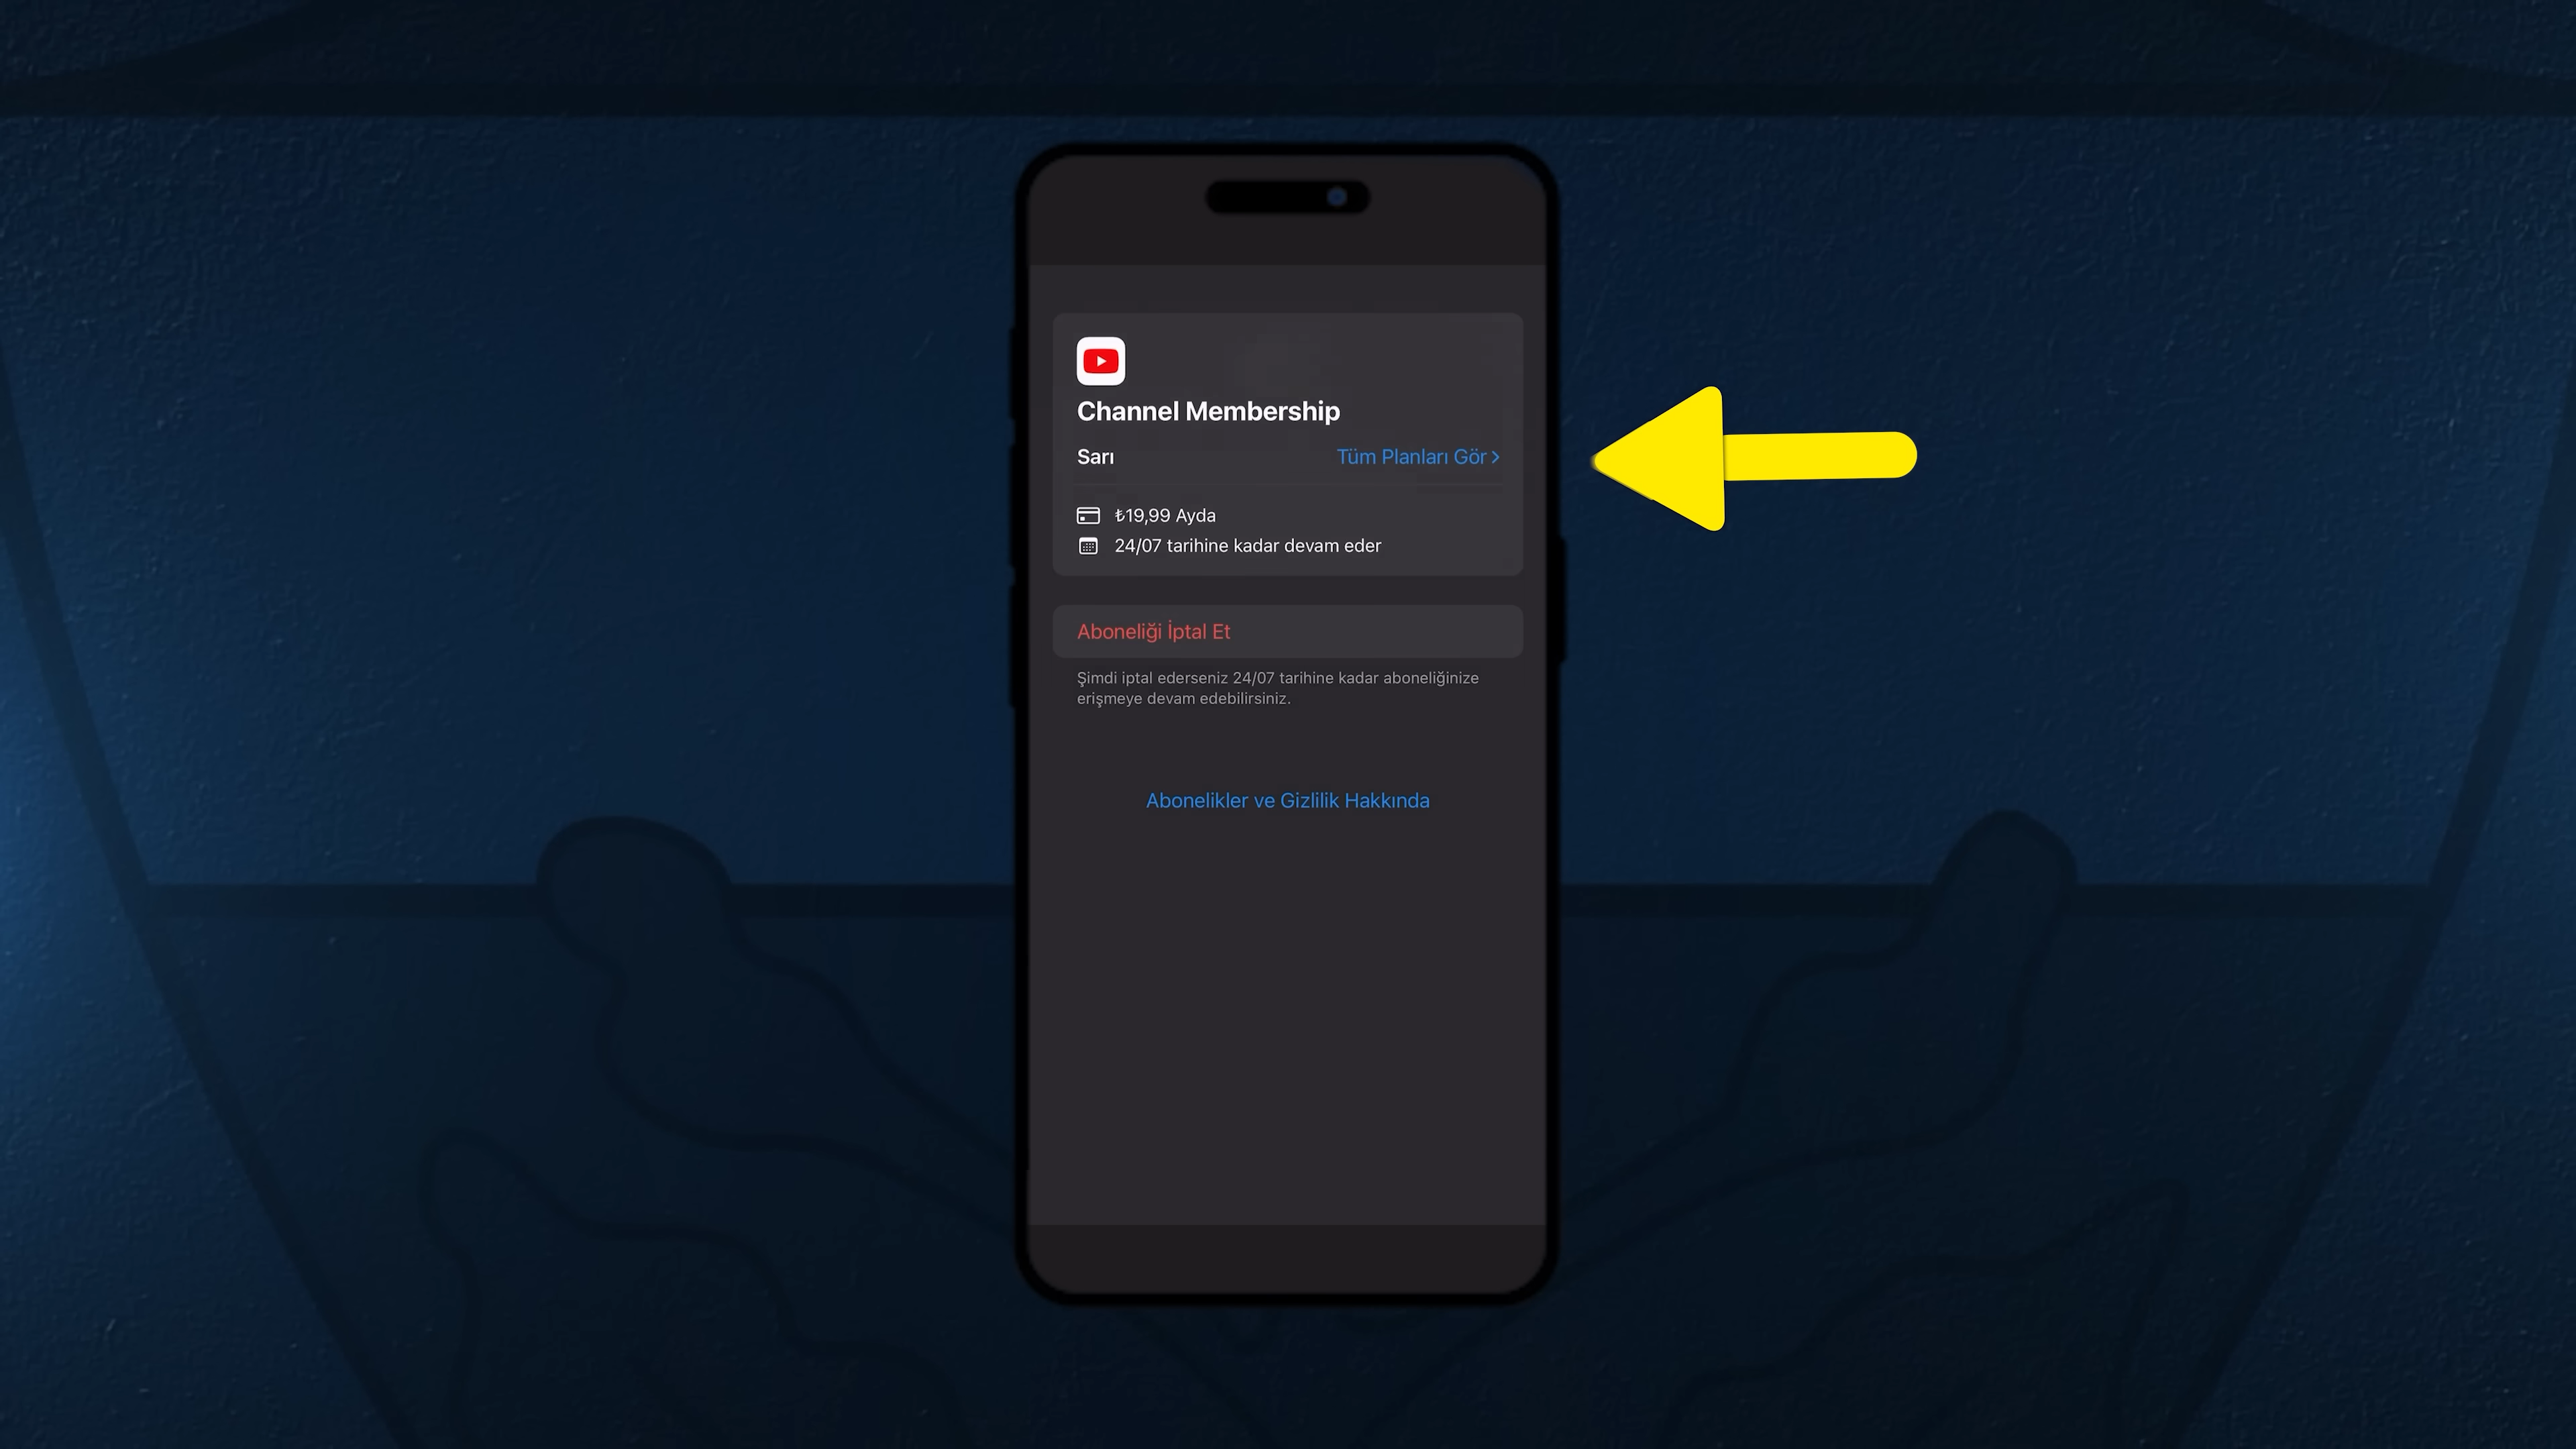 Channel Membership
Sarı
Tüm Planları Gör
₺19,99 Ayda
24/07 tarihine kadar devam eder
Aboneliği İptal Et
Şimdi iptal ederseniz 24/07 tarihine kadar aboneliğinize
erişmeye devam edebilirsiniz.
Abonelikler ve Gizlilik Hakkında